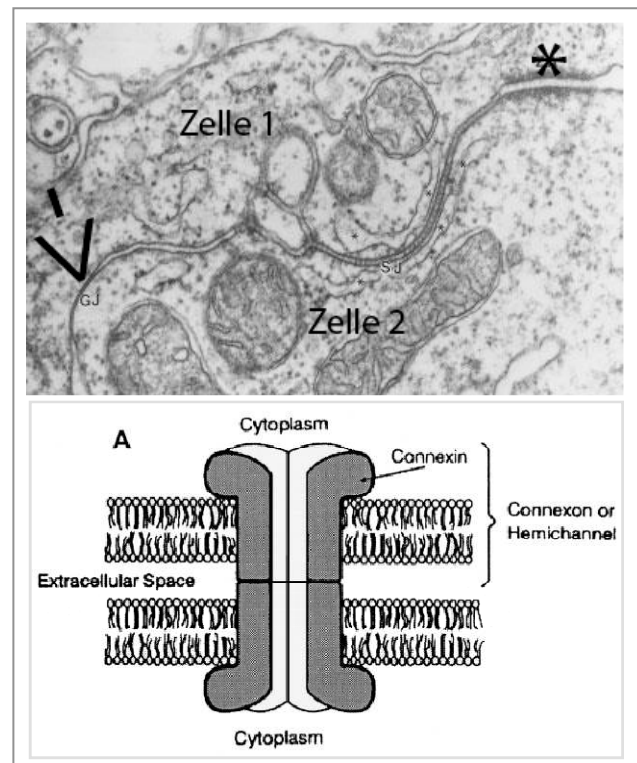 *
Zelle 1
GJ
SJ
Zelle 2
A
Cytoplasm
Connexin
Connexon or
Hemichannel
Extracellular Space
Cytoplasm